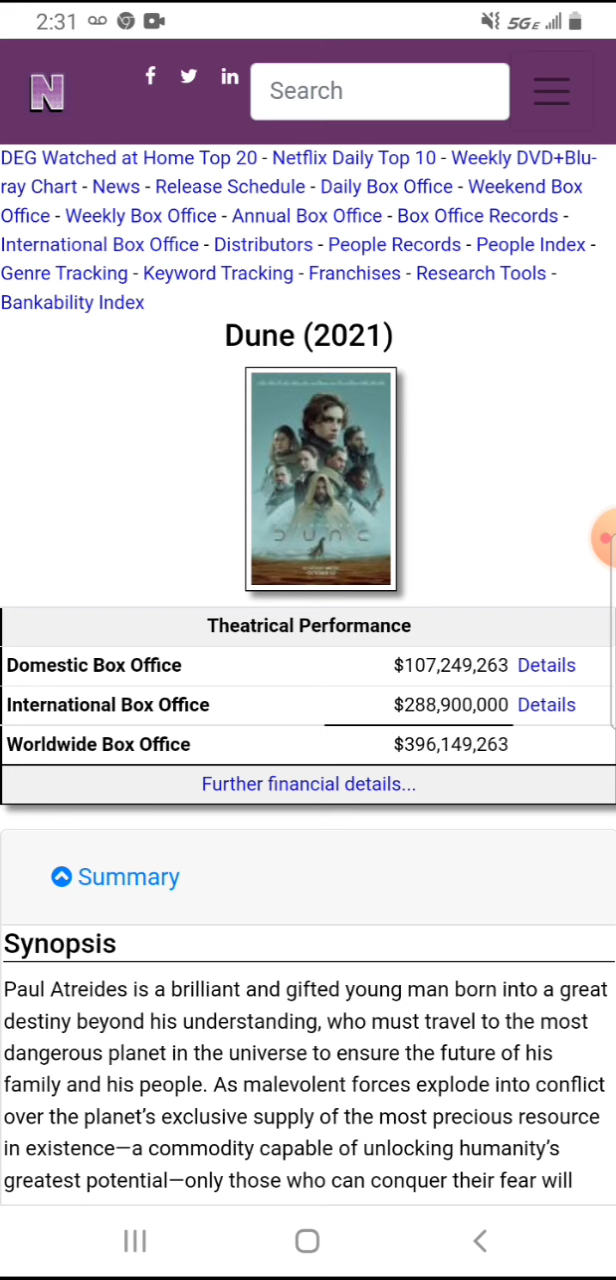 2:31
5GE
N
f in
Search
DEG Watched at Home Top 20 - Netflix Daily Top 10 - Weekly DVD+Blu-
ray Chart - News - Release Schedule - Daily Box Office - Weekend Box
Office - Weekly Box Office - Annual Box Office - Box Office Records -
International Box Office - Distributors - People Records - People Index -
Genre Tracking - Keyword Tracking - Franchises - Research Tools -
Bankability Index
Dune (2021)
DUNE
Theatrical Performance
Domestic Box Office $107,249,263 Details
International Box Office $288,900,000 Details
Worldwide Box Office $396,149,263
Further financial details...
Summary
Synopsis
Paul Atreides is a brilliant and gifted young man born into a great
destiny beyond his understanding, who must travel to the most
dangerous planet in the universe to ensure the future of his
family and his people. As malevolent forces explode into conflict
over the planet’s exclusive supply of the most precious resource
in existence—a commodity capable of unlocking humanity’s
greatest potential—only those who can conquer their fear will